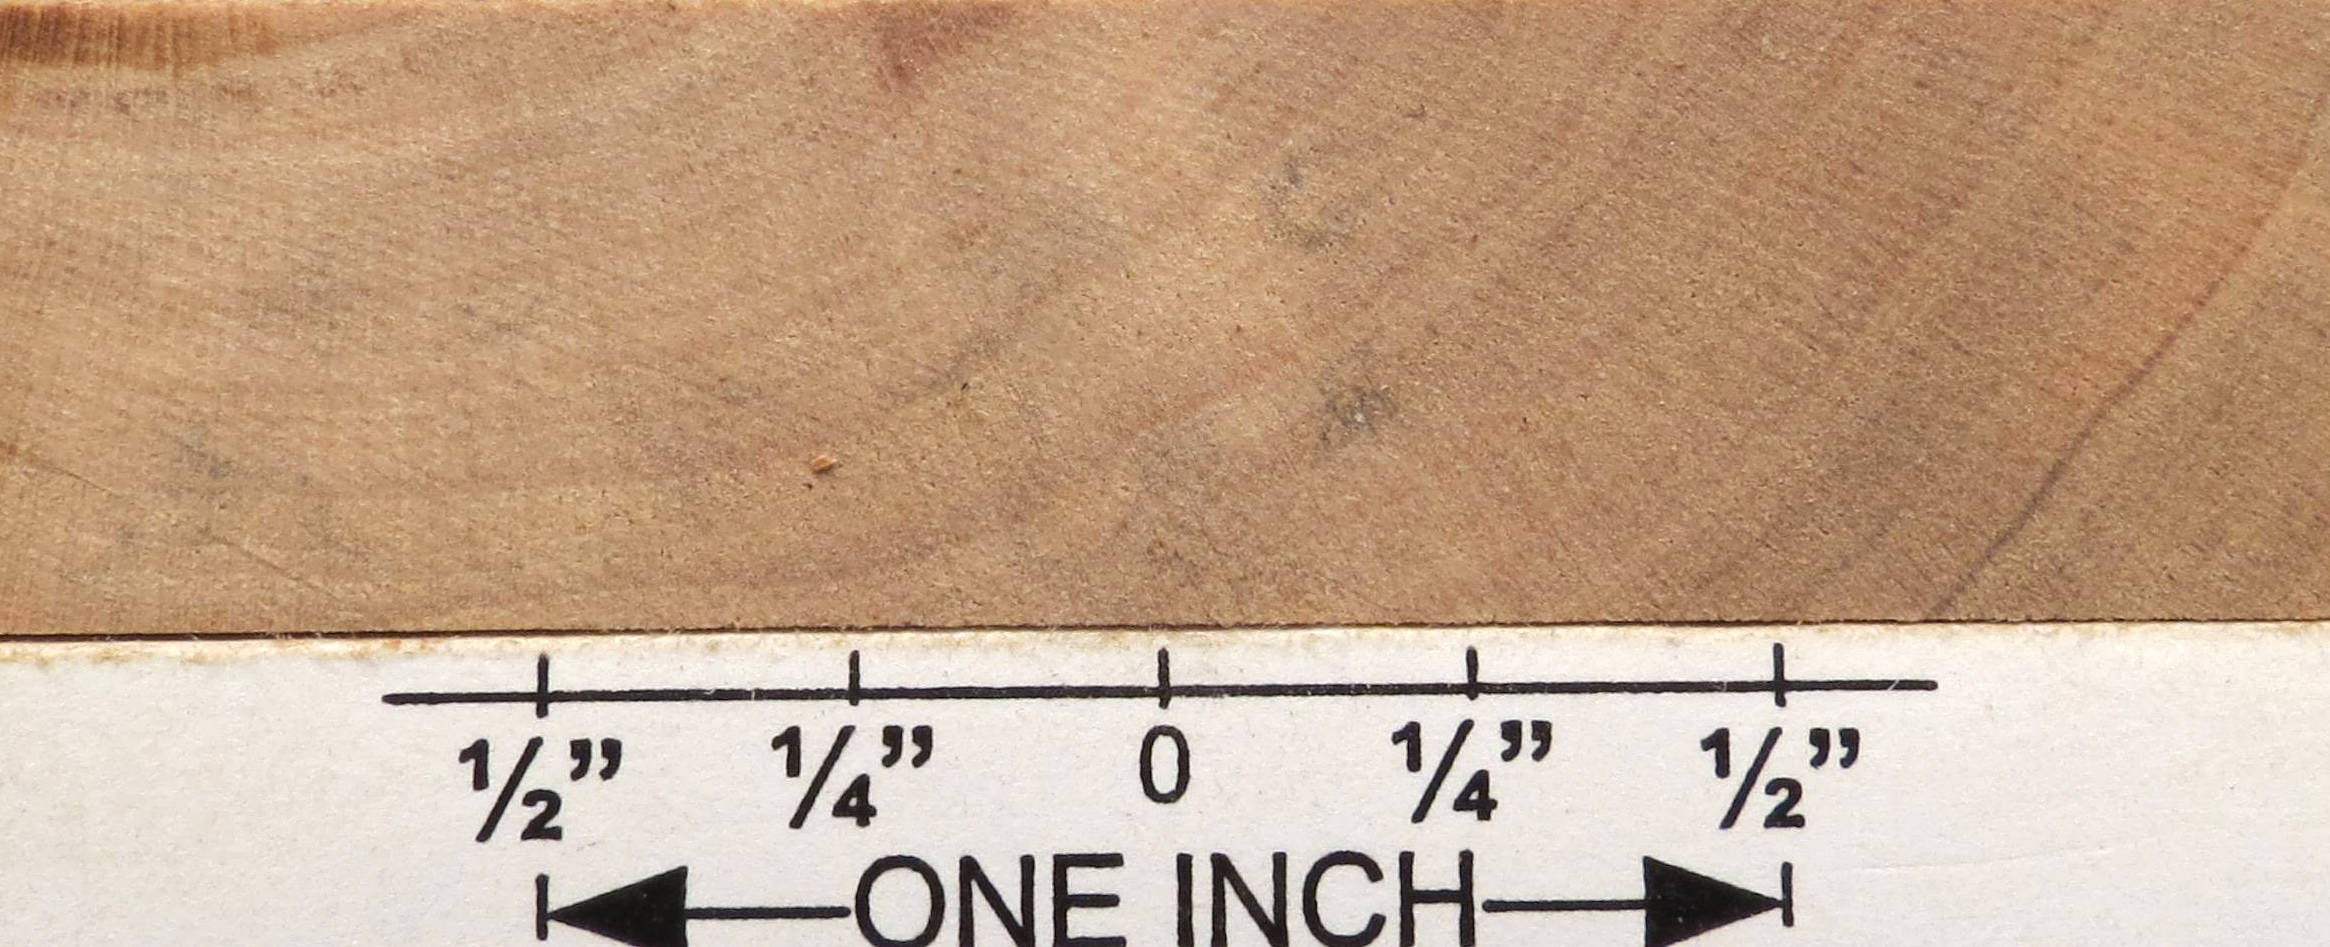 ½” ¼” 0 ¼” ½”
ONE INCH